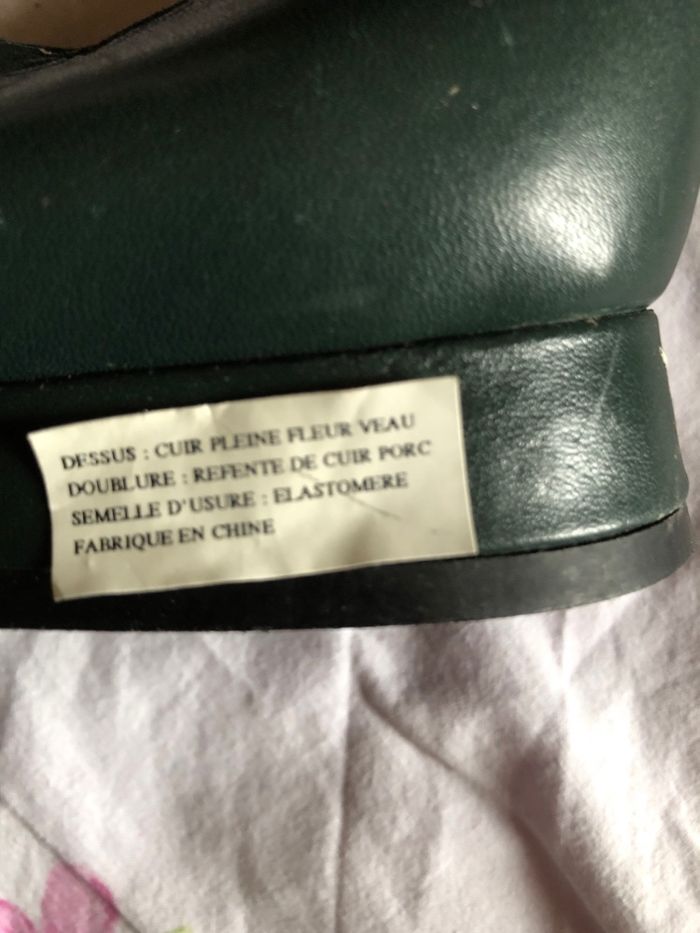 DESSUS : CUIR PLEINE FLEUR VEAU
DOUBLURE : REFENTE DE CUIR PORC
SEMELLE D'USURE : ELASTOMERE
FABRIQUE EN CHINE